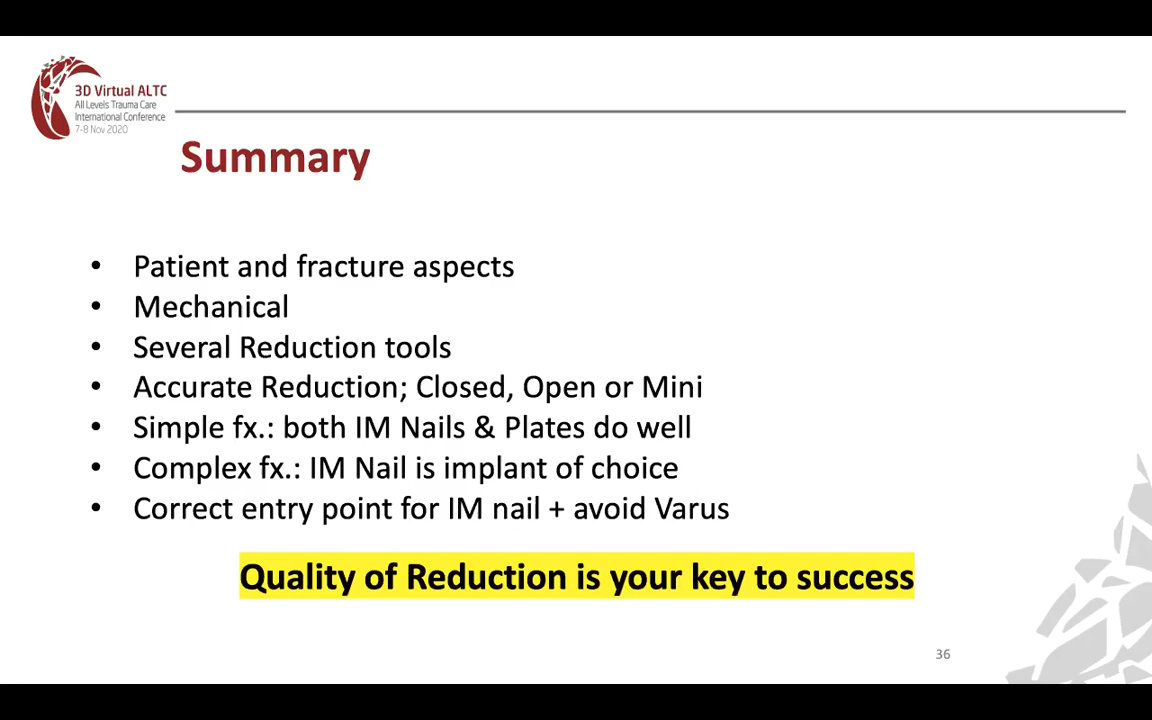 3D Virtual ALTC
All Levels Trauma Care
International Conference
7-8 Nov 2020
Summary
• Patient and fracture aspects
• Mechanical
• Several Reduction tools
• Accurate Reduction; Closed, Open or Mini
• Simple fx.: both IM Nails & Plates do well
• Complex fx.: IM Nail is implant of choice
• Correct entry point for IM nail + avoid Varus
Quality of Reduction is your key to success
36